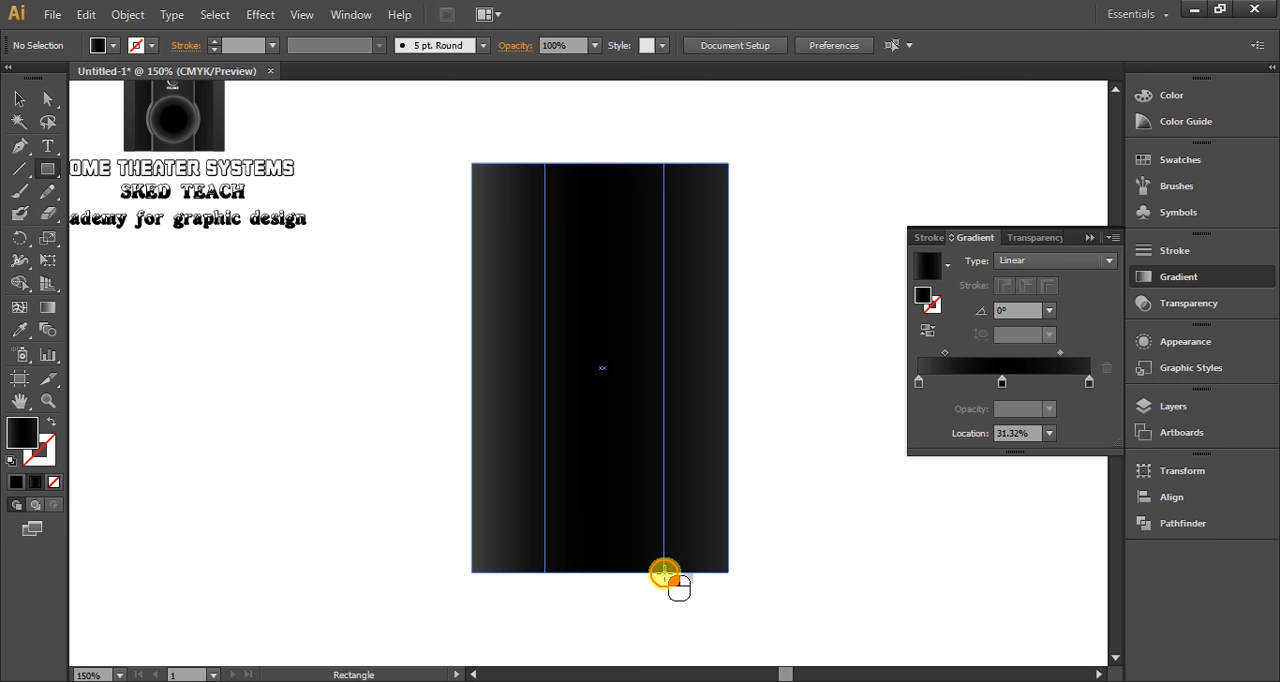 Ai File Edit Object Type Select Effect View Window Help Essentials
No Selection Stroke: 5 pt. Round Opacity: 100% Style: Document Setup Preferences
Untitled-1* @ 150% (CMYK/Preview) ×
OME THEATER SYSTEMS
SKED TEACH
ademy for graphic design
Color
Color Guide
Swatches
Brushes
Symbols
Stroke
Gradient
Transparency
Appearance
Graphic Styles
Layers
Artboards
Transform
Align
Pathfinder
Stroke Gradient Transparency
Type: Linear
Stroke:
0°
Opacity:
Location: 31.32%
150% 1 Rectangle